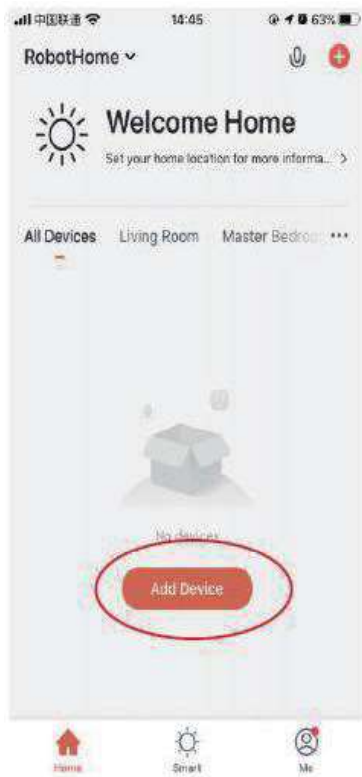 中国联通 14:45 63%
RobotHome
Welcome Home
Set your home location for more informa...
All Devices Living Room Master Bedroo
No devices
Add Device
Home Smart Me